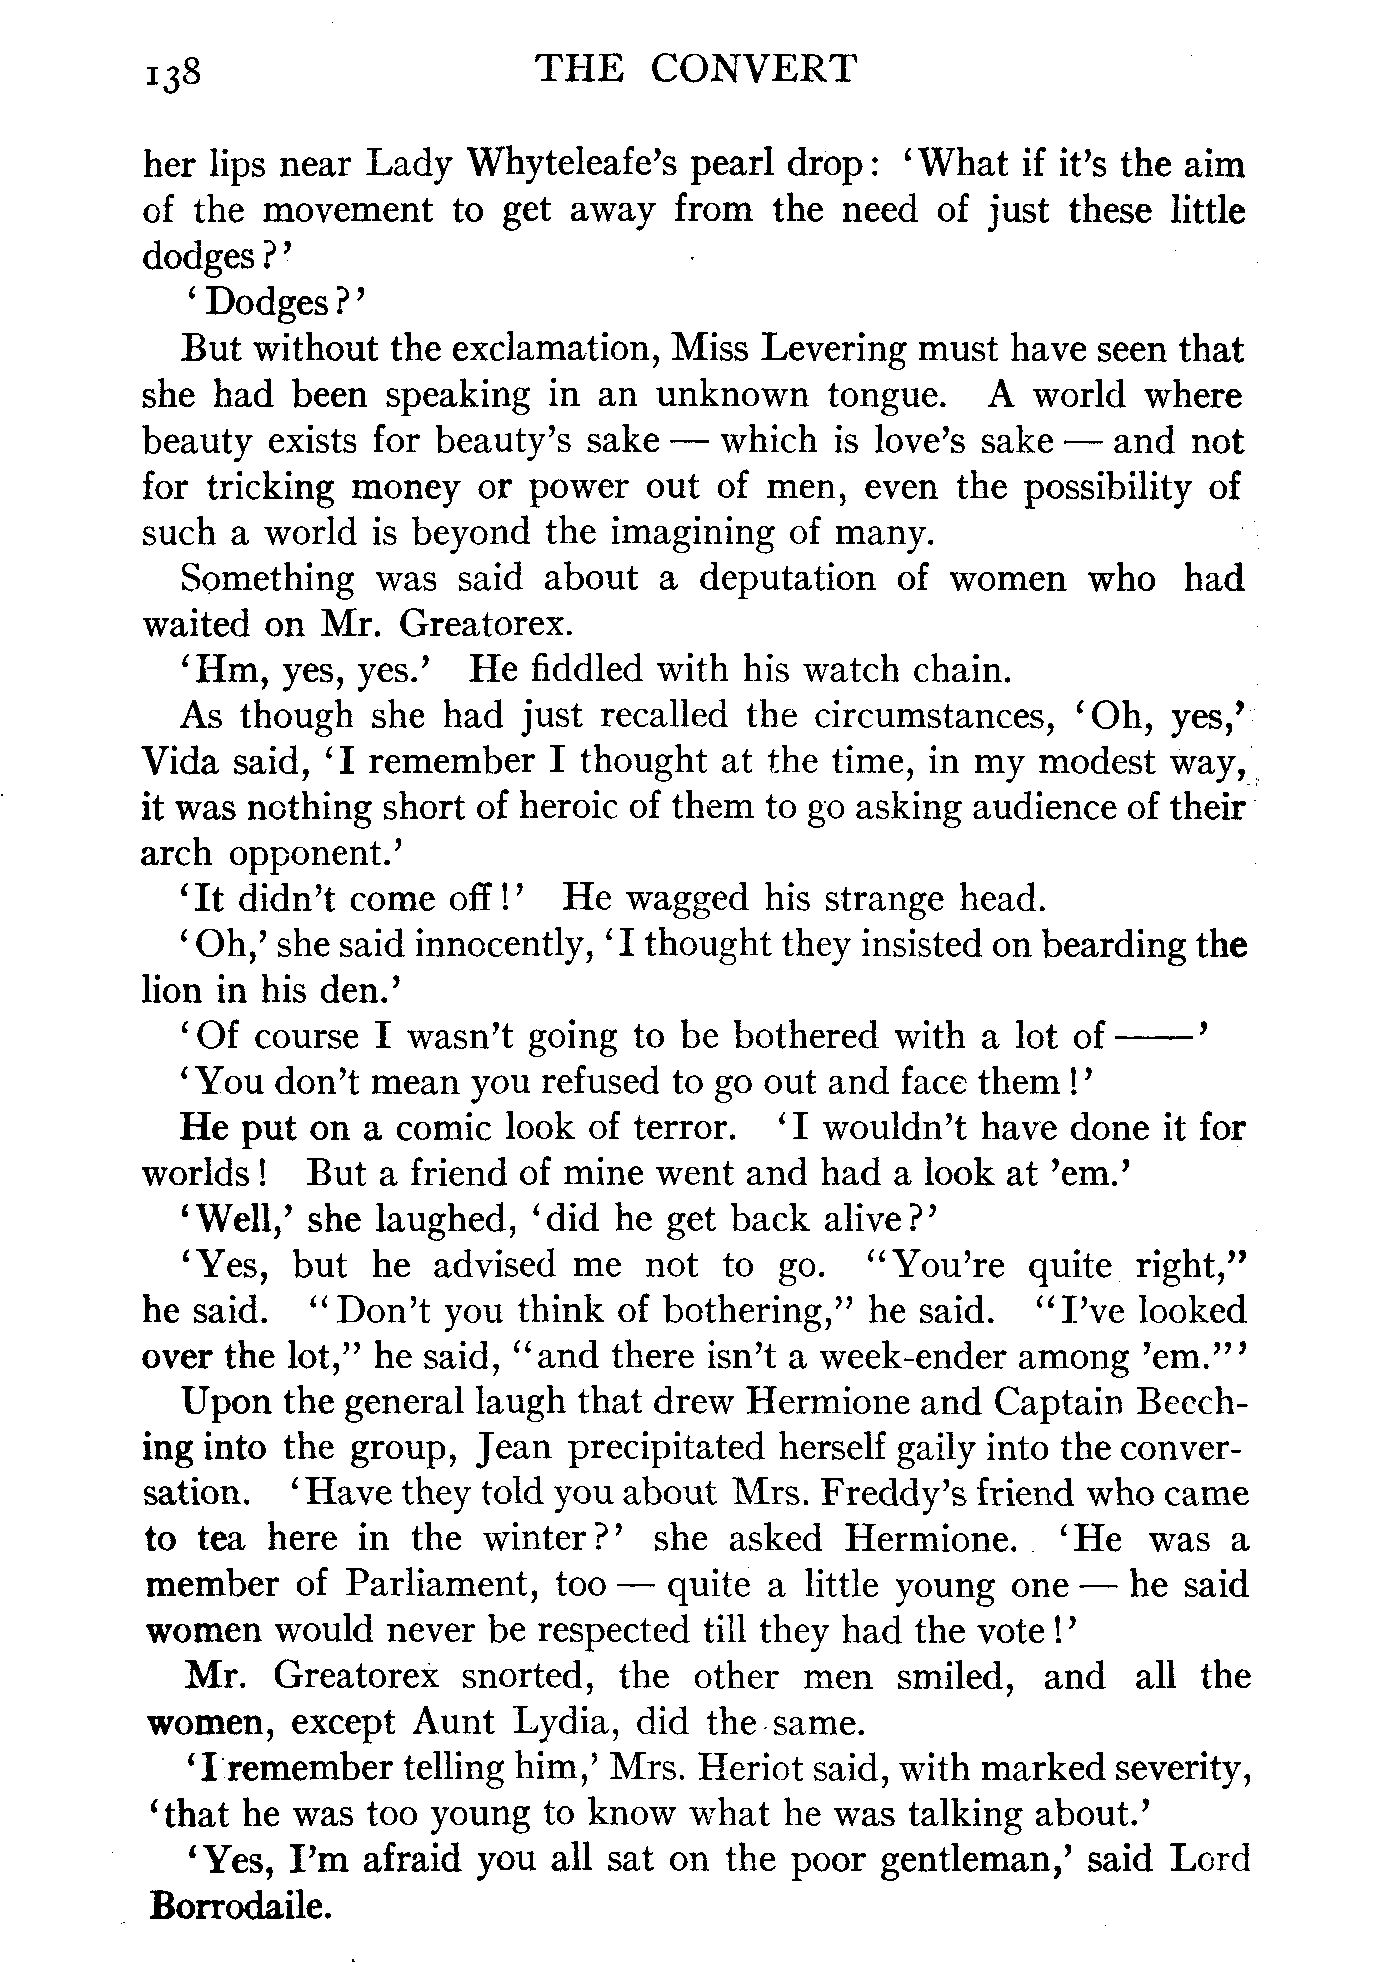 138 THE CONVERT
her lips near Lady Whyteleafe's pearl drop: 'What if it's the aim
of the movement to get away from the need of just these little
dodges?'
'Dodges?'
But without the exclamation, Miss Levering must have seen that
she had been speaking in an unknown tongue. A world where
beauty exists for beauty's sake — which is love's sake — and not
for tricking money or power out of men, even the possibility of
such a world is beyond the imagining of many.
Something was said about a deputation of women who had
waited on Mr. Greatorex.
'Hm, yes, yes.' He fiddled with his watch chain.
As though she had just recalled the circumstances, 'Oh, yes,'
Vida said, 'I remember I thought at the time, in my modest way,
it was nothing short of heroic of them to go asking audience of their
arch opponent.'
'It didn't come off!' He wagged his strange head.
'Oh,' she said innocently, 'I thought they insisted on bearding the
lion in his den.'
'Of course I wasn't going to be bothered with a lot of ——'
'You don't mean you refused to go out and face them!'
He put on a comic look of terror. 'I wouldn't have done it for
worlds! But a friend of mine went and had a look at 'em.'
'Well,' she laughed, 'did he get back alive?'
'Yes, but he advised me not to go. "You're quite right,"
he said. "Don't you think of bothering," he said. "I've looked
over the lot," he said, "and there isn't a week-ender among 'em."'
Upon the general laugh that drew Hermione and Captain Beech-
ing into the group, Jean precipitated herself gaily into the conver-
sation. 'Have they told you about Mrs. Freddy's friend who came
to tea here in the winter?' she asked Hermione. 'He was a
member of Parliament, too — quite a little young one — he said
women would never be respected till they had the vote!'
Mr. Greatorex snorted, the other men smiled, and all the
women, except Aunt Lydia, did the same.
'I remember telling him,' Mrs. Heriot said, with marked severity,
'that he was too young to know what he was talking about.'
'Yes, I'm afraid you all sat on the poor gentleman,' said Lord
Borrodaile.